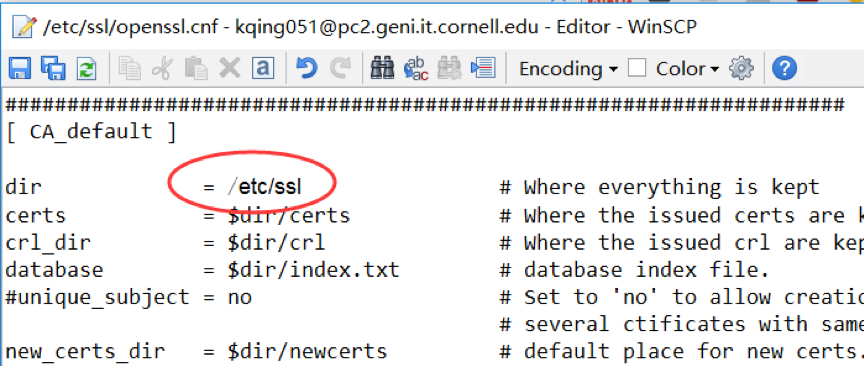 /etc/ssl/openssl.cnf - kqing051@pc2.geni.it.cornell.edu - Editor - WinSCP
Encoding Color
######################################################################
[ CA_default ]
dir = /etc/ssl # Where everything is kept
certs = $dir/certs # Where the issued certs are k
crl_dir = $dir/crl # Where the issued crl are kep
database = $dir/index.txt # database index file.
#unique_subject = no # Set to 'no' to allow creatio
# several ctificates with same
new_certs_dir = $dir/newcerts # default place for new certs.